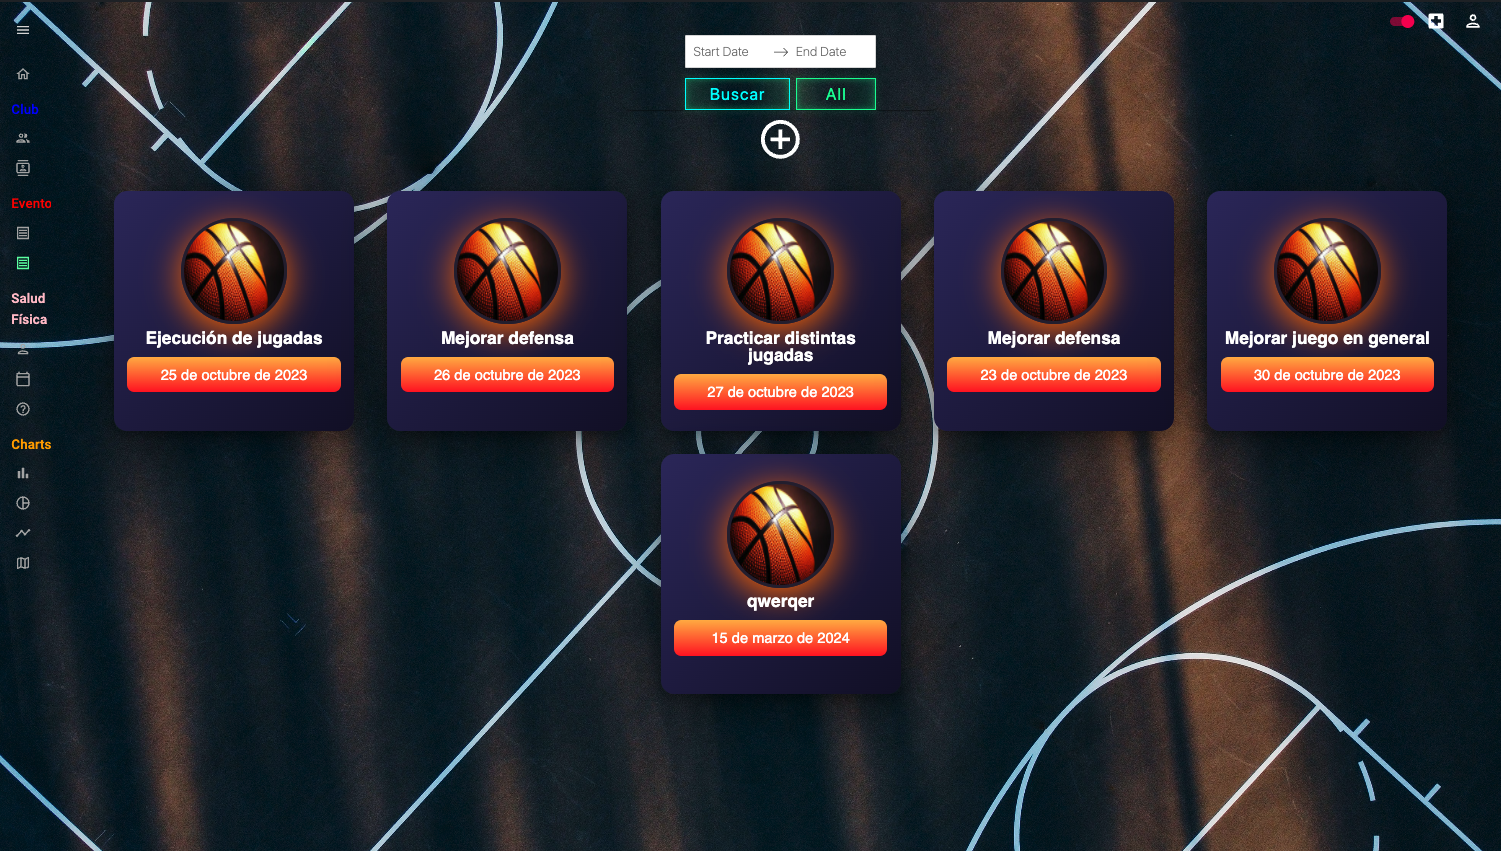 Start Date
End Date
Buscar
All
Club
Evento
Salud
Física
Charts
Ejecución de jugadas
25 de octubre de 2023
Mejorar defensa
26 de octubre de 2023
Practicar distintas
jugadas
27 de octubre de 2023
Mejorar defensa
23 de octubre de 2023
Mejorar juego en general
30 de octubre de 2023
qwerqer
15 de marzo de 2024